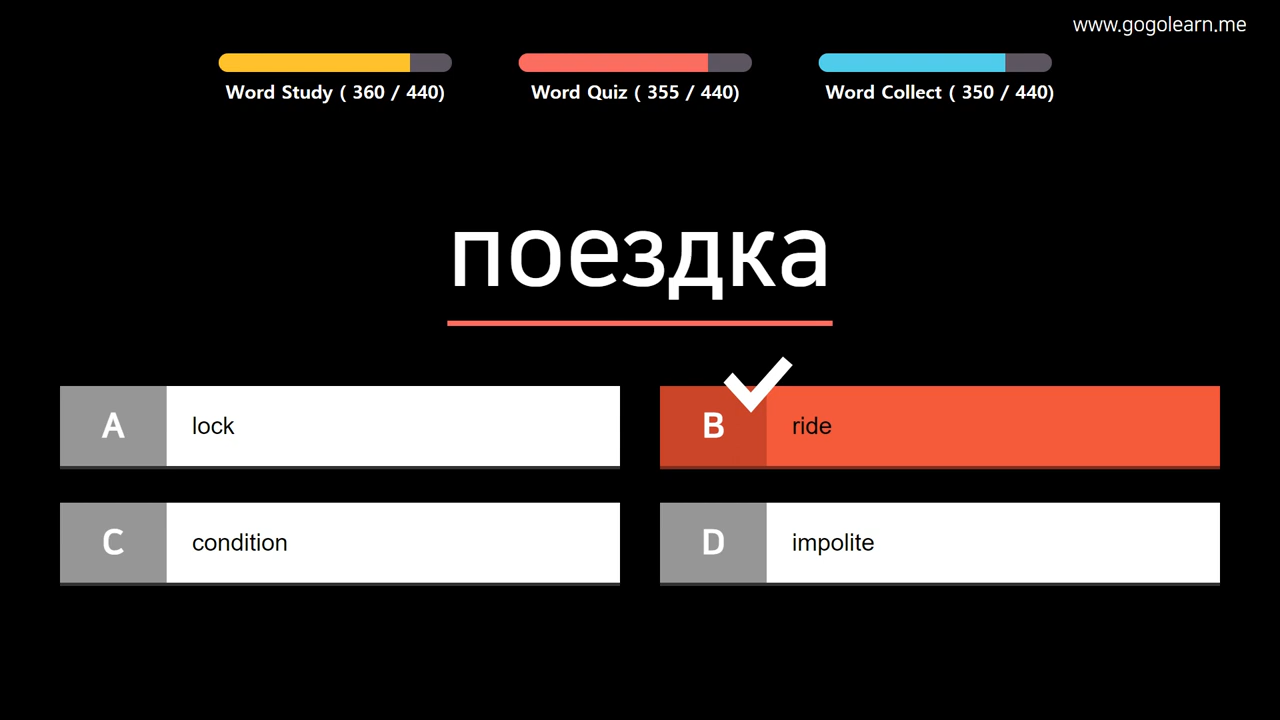 www.gogolearn.me
Word Study ( 360 / 440)
Word Quiz ( 355 / 440)
Word Collect ( 350 / 440)
поездка
A lock
B ride
C condition
D impolite